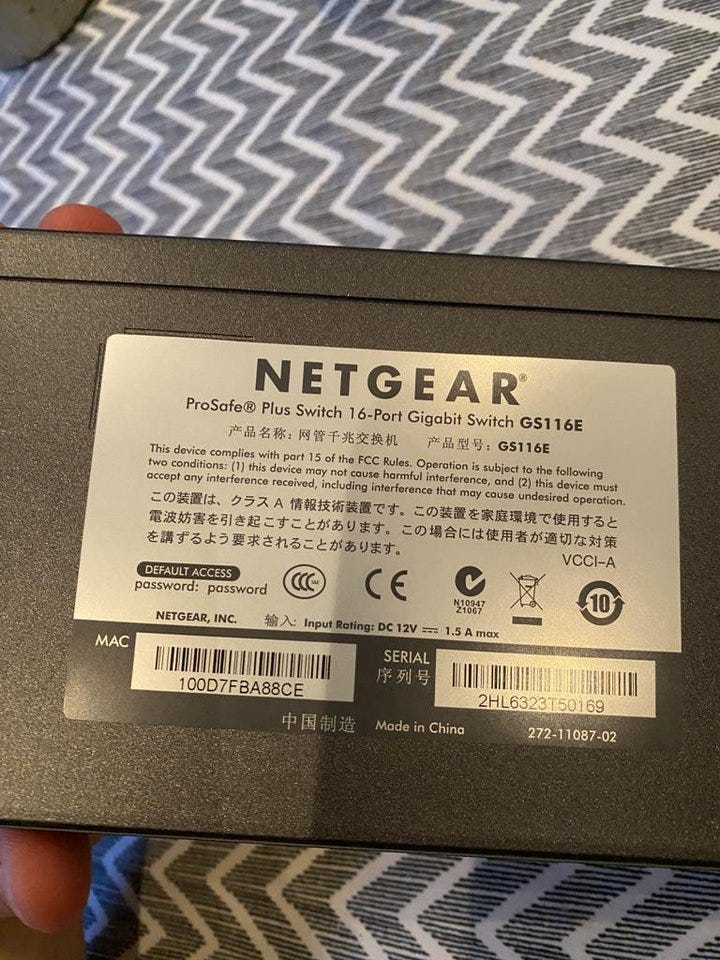 NETGEAR®
ProSafe® Plus Switch 16-Port Gigabit Switch GS116E
产品名称：网管千兆交换机 产品型号：GS116E
This device complies with part 15 of the FCC Rules. Operation is subject to the following
two conditions: (1) this device may not cause harmful interference, and (2) this device must
accept any interference received, including interference that may cause undesired operation.
この装置は、クラス A 情報技術装置です。この装置を家庭環境で使用すると
電波妨害を引き起こすことがあります。この場合には使用者が適切な対策
を講ずるよう要求されることがあります。
VCCI-A
DEFAULT ACCESS
password: password
CCC
CE
N10947
Z1067
10
NETGEAR, INC. 输入: Input Rating: DC 12V ⎓ 1.5 A max
MAC
100D7FBA88CE
SERIAL
序列号
2HL6323T50169
中国制造 Made in China 272-11087-02